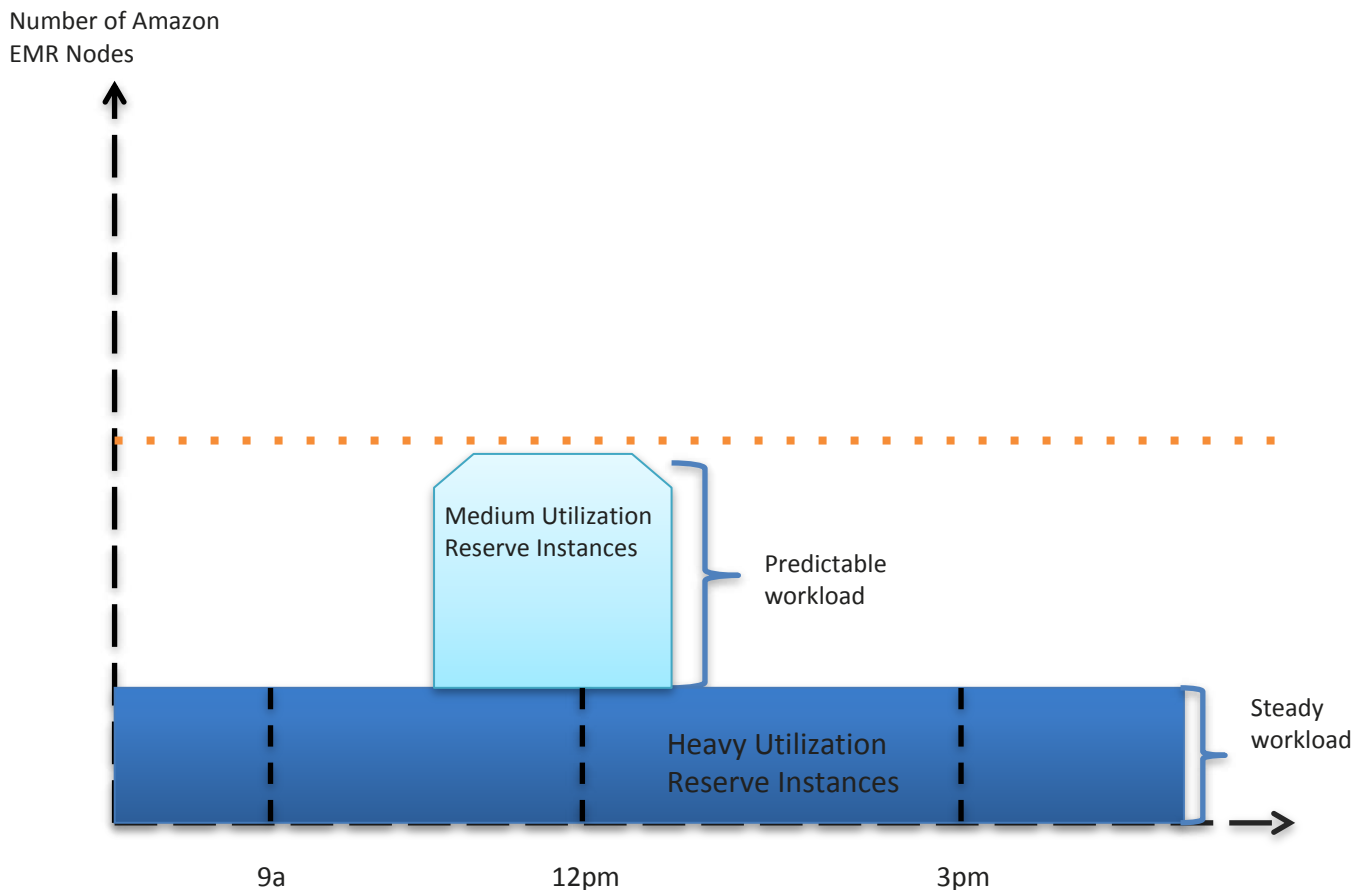 Number of Amazon
EMR Nodes
Medium Utilization
Reserve Instances
Predictable
workload
Heavy Utilization
Reserve Instances
Steady
workload
9a
12pm
3pm